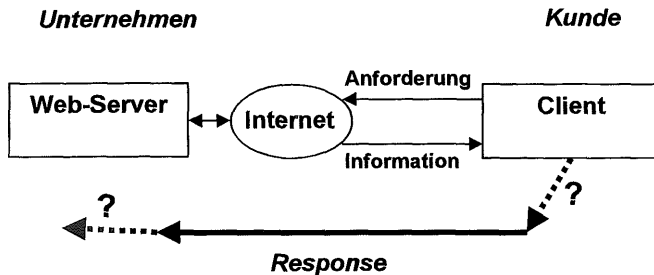 Unternehmen
Kunde
Anforderung
Web-Server
Internet
Client
Information
?
?
Response